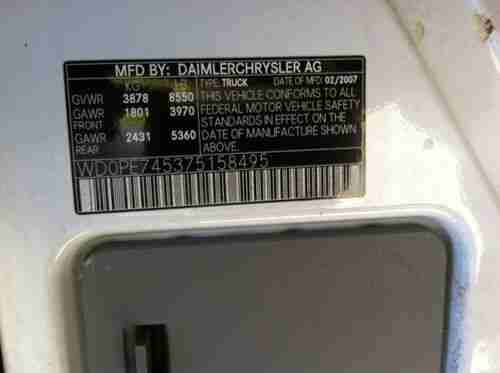 MFD BY: DAIMLERCHRYSLER AG
KG LB TYPE: TRUCK DATE OF MFD: 02/2007
GVWR 3878 8550 THIS VEHICLE CONFORMS TO ALL
GAWR FRONT 1801 3970 FEDERAL MOTOR VEHICLE SAFETY
STANDARDS IN EFFECT ON THE
GAWR REAR 2431 5360 DATE OF MANUFACTURE SHOWN
ABOVE.
WD0PE745375158495